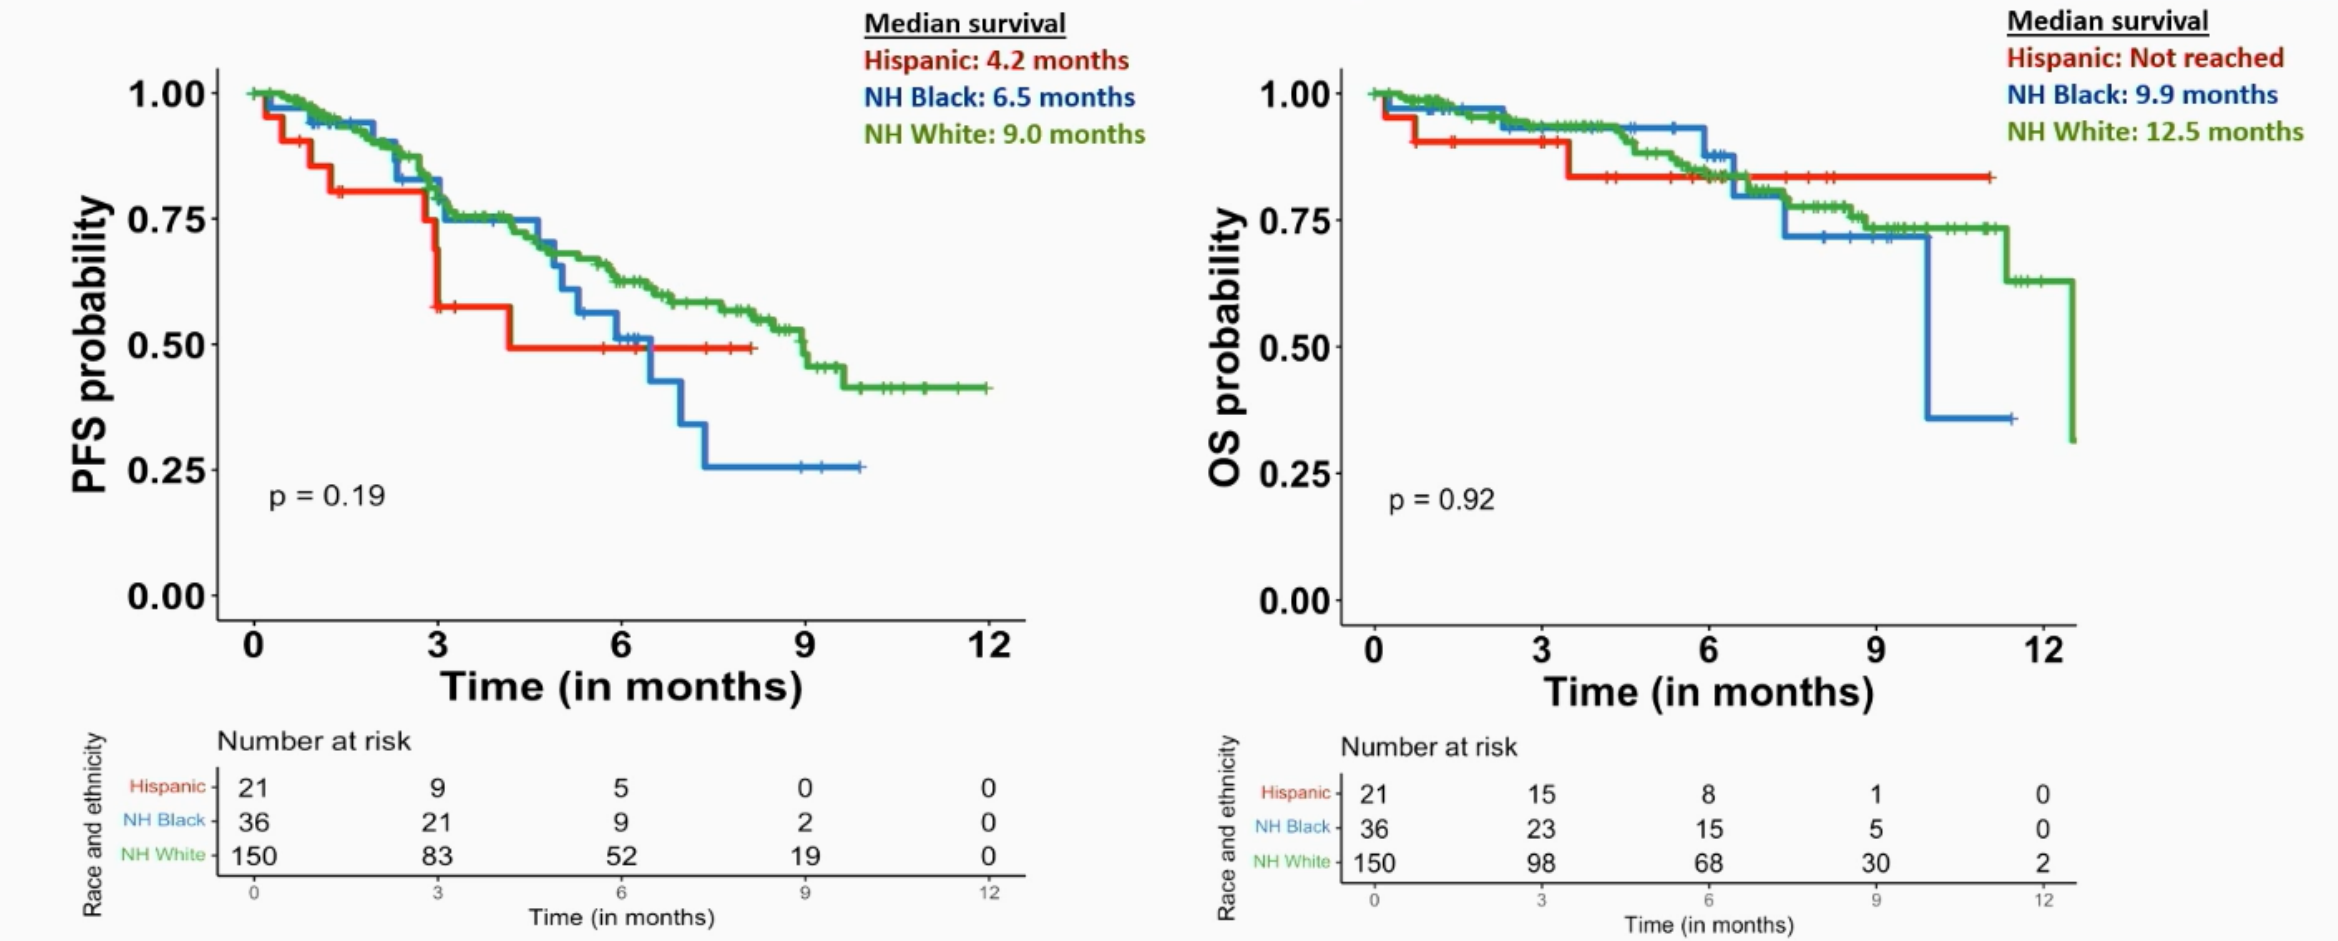 Median survival
Hispanic: 4.2 months
NH Black: 6.5 months
NH White: 9.0 months
PFS probability
1.00
0.75
0.50
0.25
0.00
p = 0.19
0 3 6 9 12
Time (in months)
Number at risk
Race and ethnicity
Hispanic 21 9 5 0 0
NH Black 36 21 9 2 0
NH White 150 83 52 19 0
0 3 6 9 12
Time (in months)
Median survival
Hispanic: Not reached
NH Black: 9.9 months
NH White: 12.5 months
OS probability
1.00
0.75
0.50
0.25
0.00
p = 0.92
0 3 6 9 12
Time (in months)
Number at risk
Race and ethnicity
Hispanic 21 15 8 1 0
NH Black 36 23 15 5 0
NH White 150 98 68 30 2
0 3 6 9 12
Time (in months)